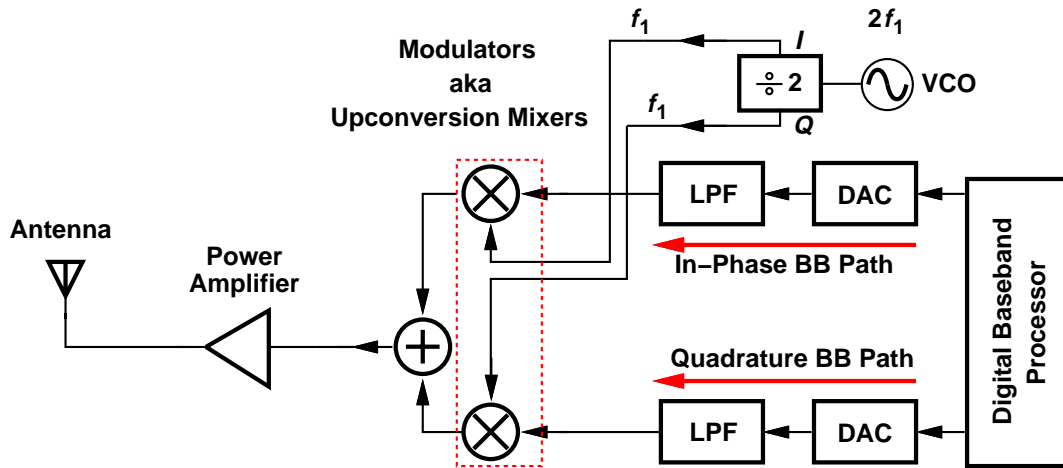 f1
I
2f1
Modulators
aka
Upconversion Mixers
÷ 2
VCO
f1
Q
LPF
DAC
Antenna
Power
Amplifier
In–Phase BB Path
Digital Baseband
Processor
Quadrature BB Path
LPF
DAC